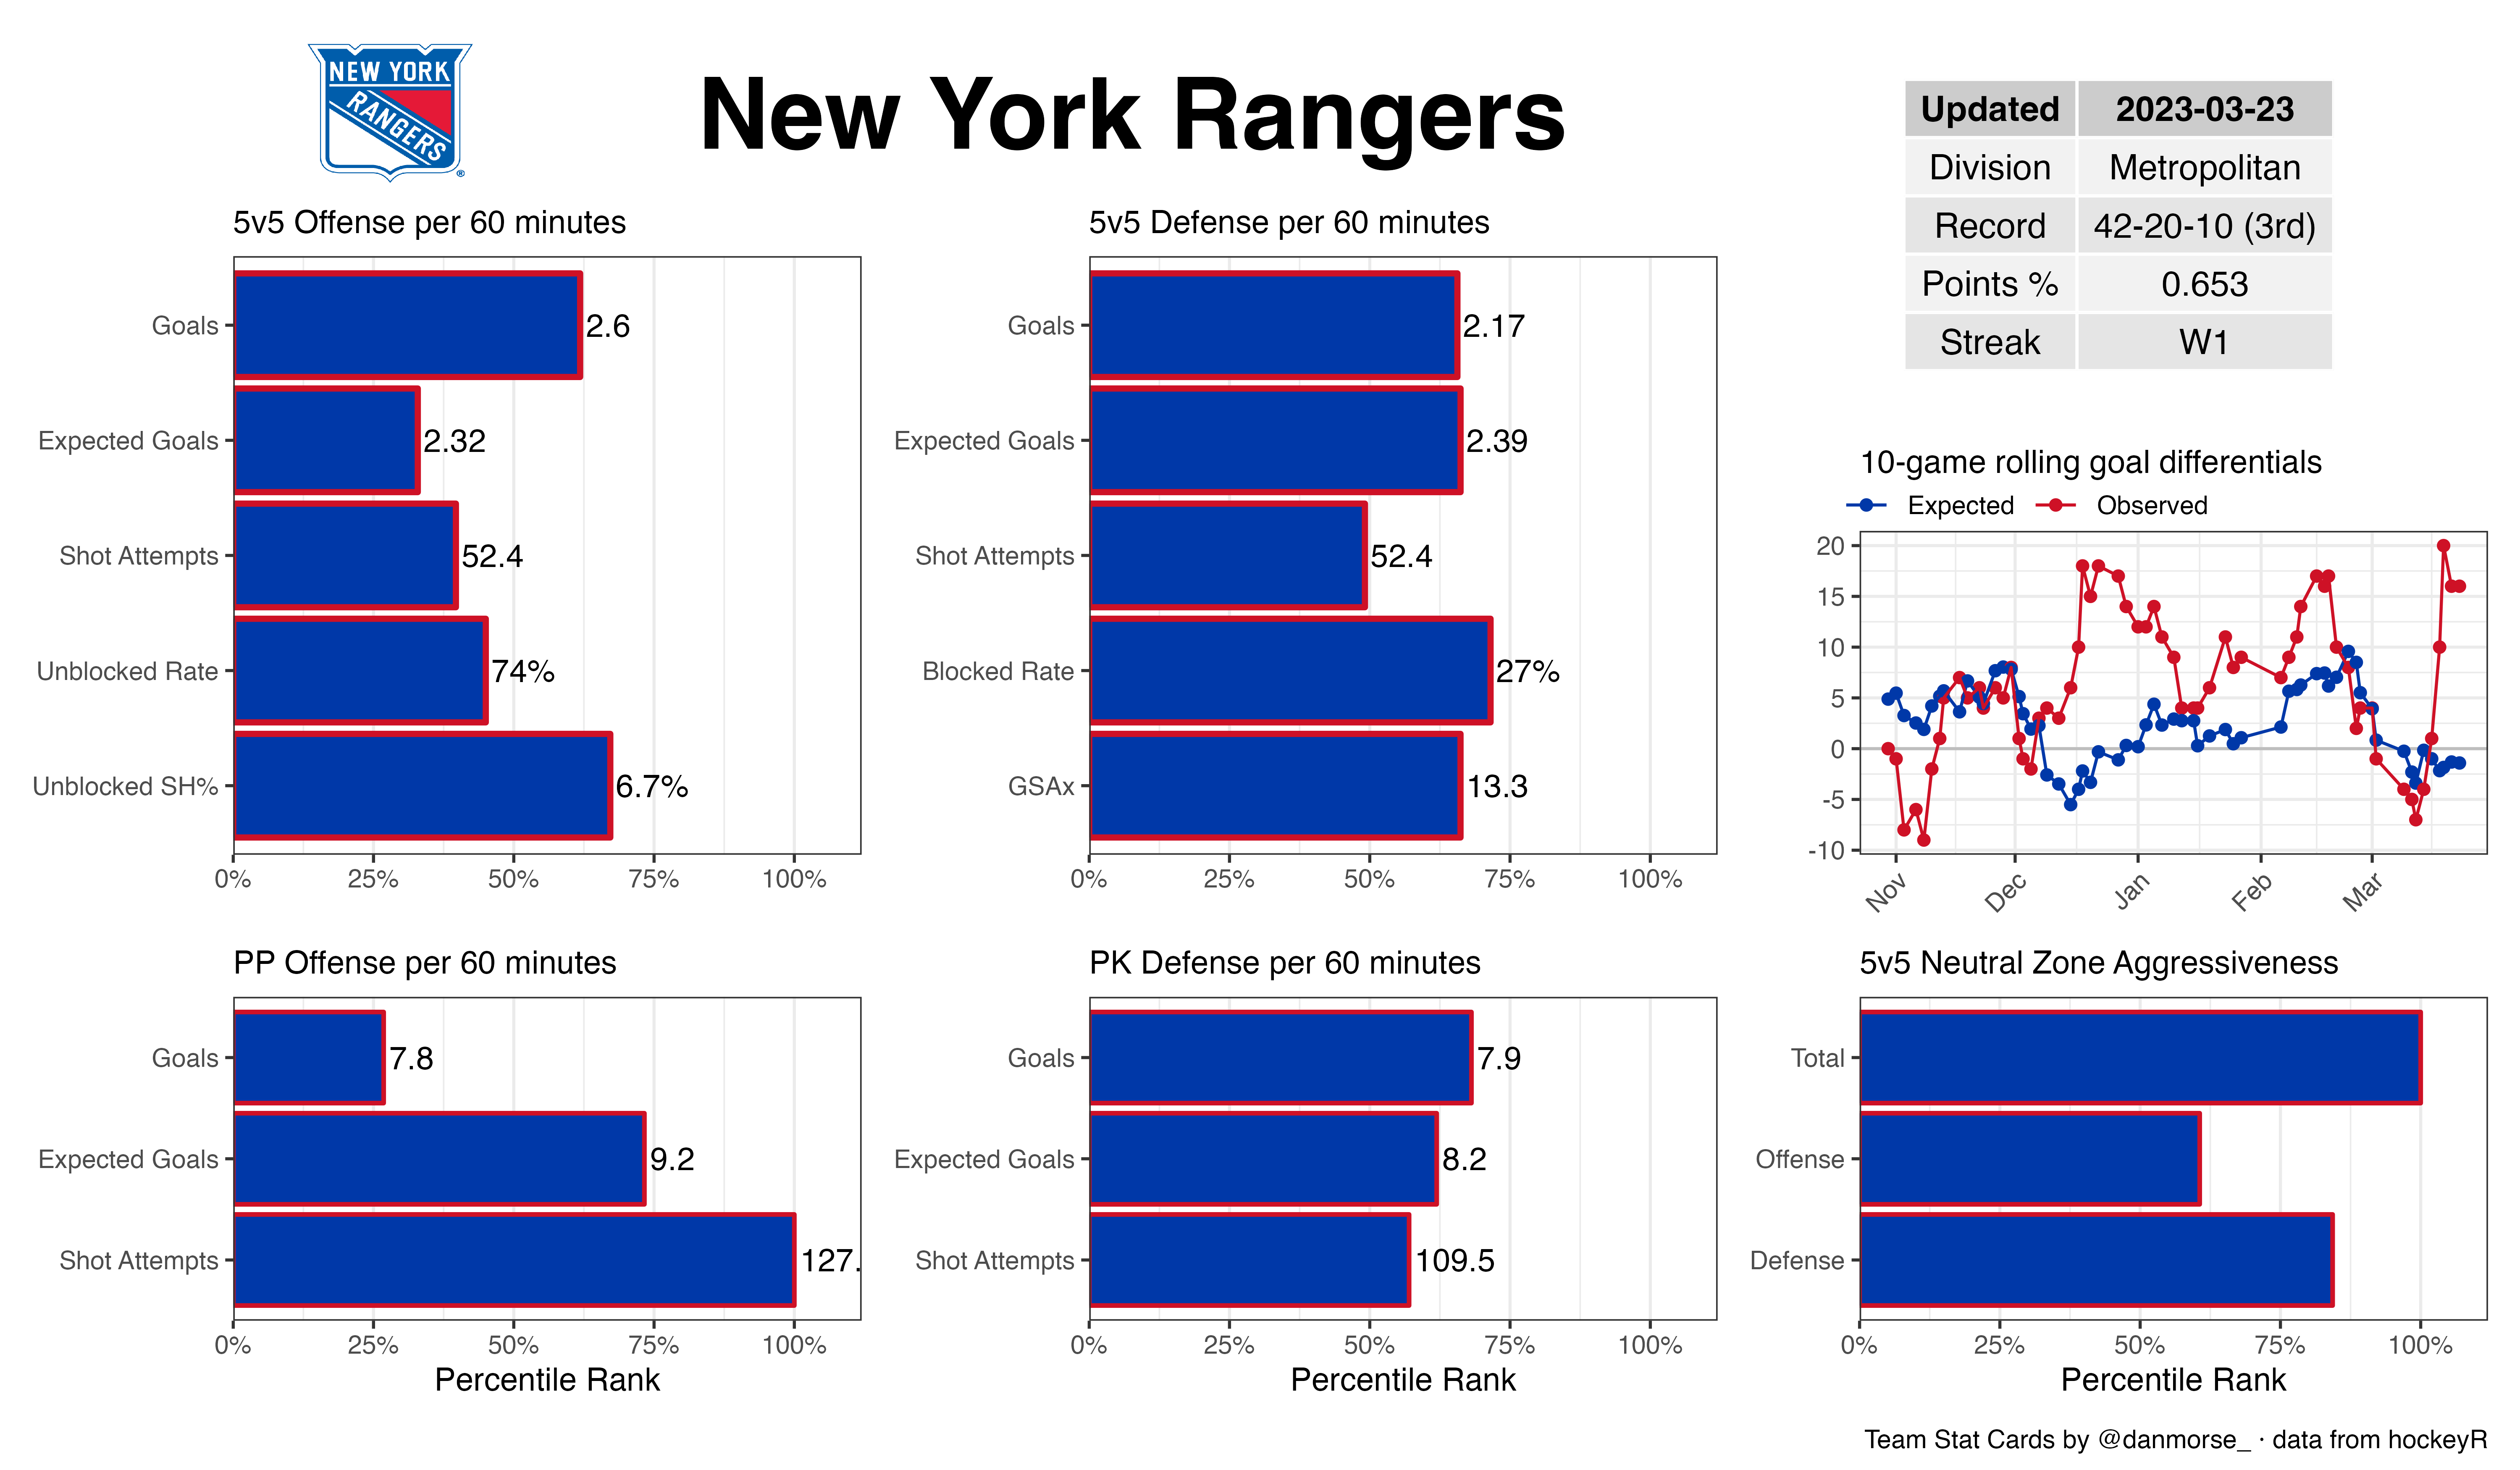 NEW YORK
RANGERS
®
New York Rangers
Updated 2023-03-23
Division Metropolitan
Record 42-20-10 (3rd)
Points % 0.653
Streak W1
5v5 Offense per 60 minutes
Goals 2.6
Expected Goals 2.32
Shot Attempts 52.4
Unblocked Rate 74%
Unblocked SH% 6.7%
0% 25% 50% 75% 100%
5v5 Defense per 60 minutes
Goals 2.17
Expected Goals 2.39
Shot Attempts 52.4
Blocked Rate 27%
GSAx 13.3
0% 25% 50% 75% 100%
10-game rolling goal differentials
Expected Observed
20
15
10
5
0
-5
-10
Nov Dec Jan Feb Mar
PP Offense per 60 minutes
Goals 7.8
Expected Goals 9.2
Shot Attempts 127.
0% 25% 50% 75% 100%
Percentile Rank
PK Defense per 60 minutes
Goals 7.9
Expected Goals 8.2
Shot Attempts 109.5
0% 25% 50% 75% 100%
Percentile Rank
5v5 Neutral Zone Aggressiveness
Total
Offense
Defense
0% 25% 50% 75% 100%
Percentile Rank
Team Stat Cards by @danmorse_ · data from hockeyR